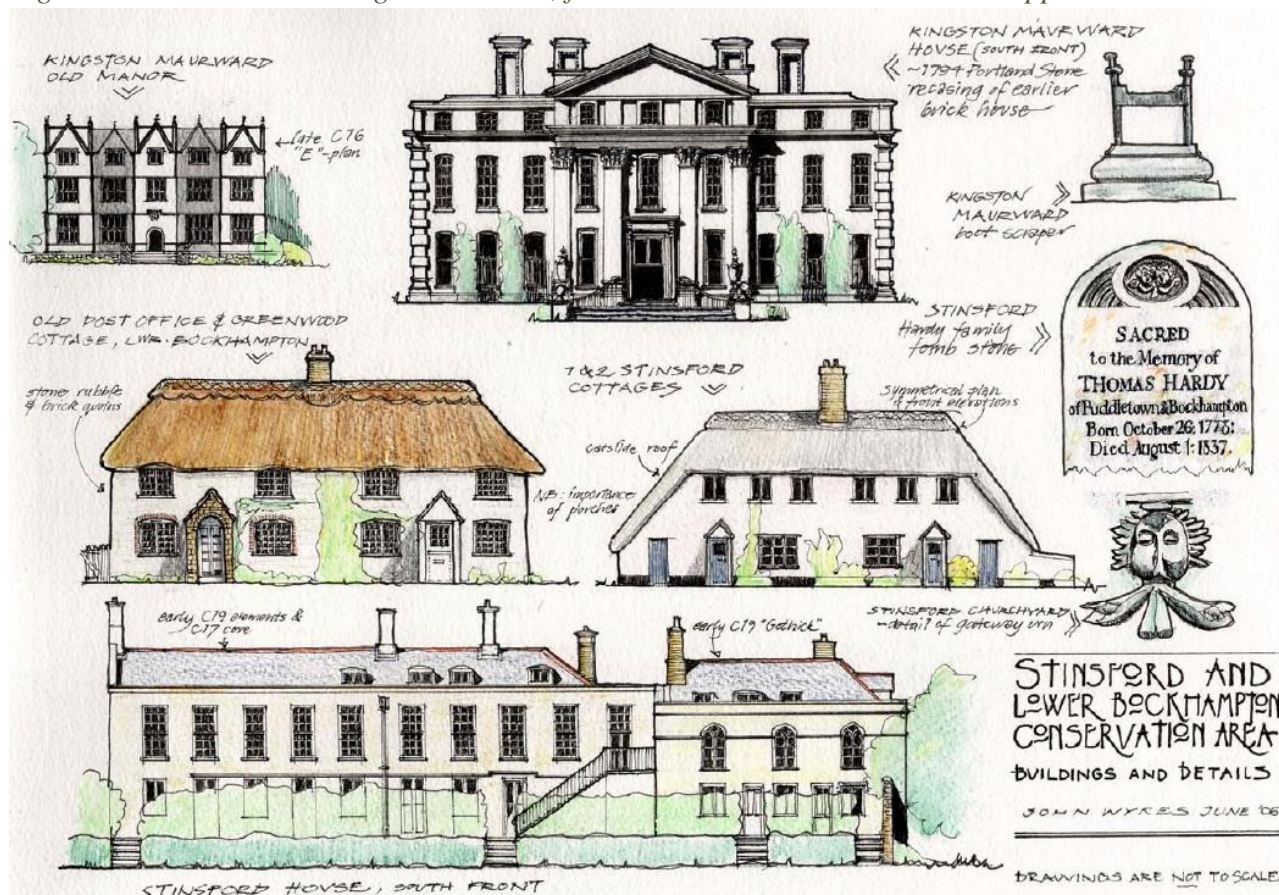 KINGSTON MAURWARD
OLD MANOR
late C16
"E"-plan
KINGSTON MAURWARD
HOUSE (SOUTH FRONT)
~1794 Portland Stone
recasing of earlier
brick house
KINGSTON
MAURWARD
boot scraper
OLD POST OFFICE & GREENWOOD
COTTAGE, LWR. BOCKHAMPTON
stone rubble
& brick quoins
STINSFORD
Hardy family
tomb stone
SACRED
to the Memory of
THOMAS HARDY
of Puddletown & Bockhampton
Born October 26: 1778:
Died August 1: 1837.
1 & 2 STINSFORD
COTTAGES
symmetrical plan
& front elevations
catslide roof
NB: importance
of porches
early C19 elements &
C17 core
early C19 "Gothick"
STINSFORD CHURCHYARD
-detail of gateway urn
STINSFORD HOUSE, SOUTH FRONT
STINSFORD AND
LOWER BOCKHAMPTON
CONSERVATION AREA-
BUILDINGS AND DETAILS
JOHN WYKES JUNE '06
DRAWINGS ARE NOT TO SCALE